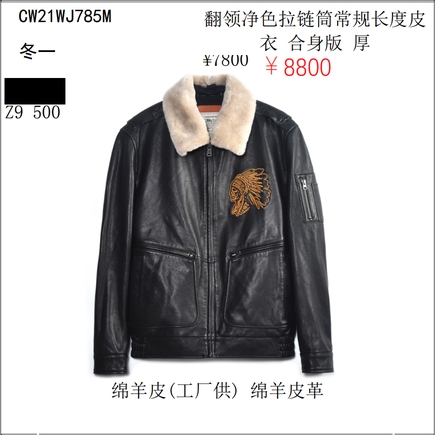 CW21WJ785M
翻领净色拉链筒常规长度皮
衣 合身版 厚
冬一
¥7800
¥8800
Z9 500
绵羊皮(工厂供) 绵羊皮革